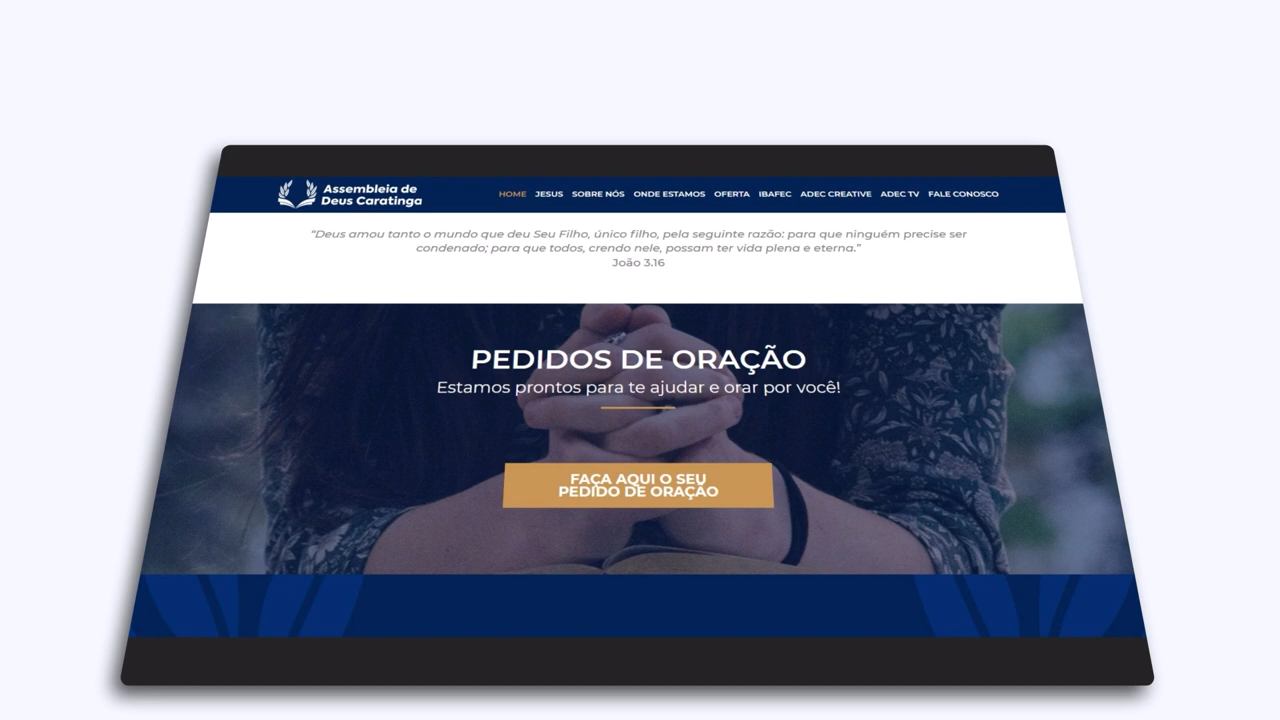 Assembleia de
Deus Caratinga
HOME JESUS SOBRE NÓS ONDE ESTAMOS OFERTA IBAFEC ADEC CREATIVE ADEC TV FALE CONOSCO
“Deus amou tanto o mundo que deu Seu Filho, único filho, pela seguinte razão: para que ninguém precise ser
condenado; para que todos, crendo nele, possam ter vida plena e eterna.”
João 3.16
PEDIDOS DE ORAÇÃO
Estamos prontos para te ajudar e orar por você!
FAÇA AQUI O SEU
PEDIDO DE ORAÇÃO